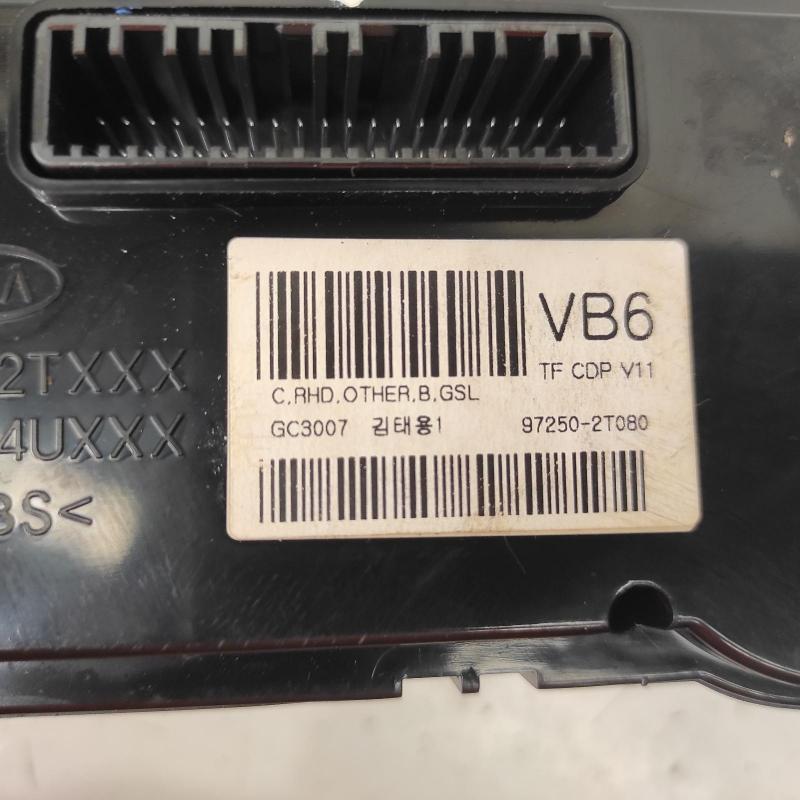 VB6
TF CDP V11
C,RHD,OTHER,B,GSL
GC3007 김태용1 97250-2T080
2TXXX
4UXXX
BS<